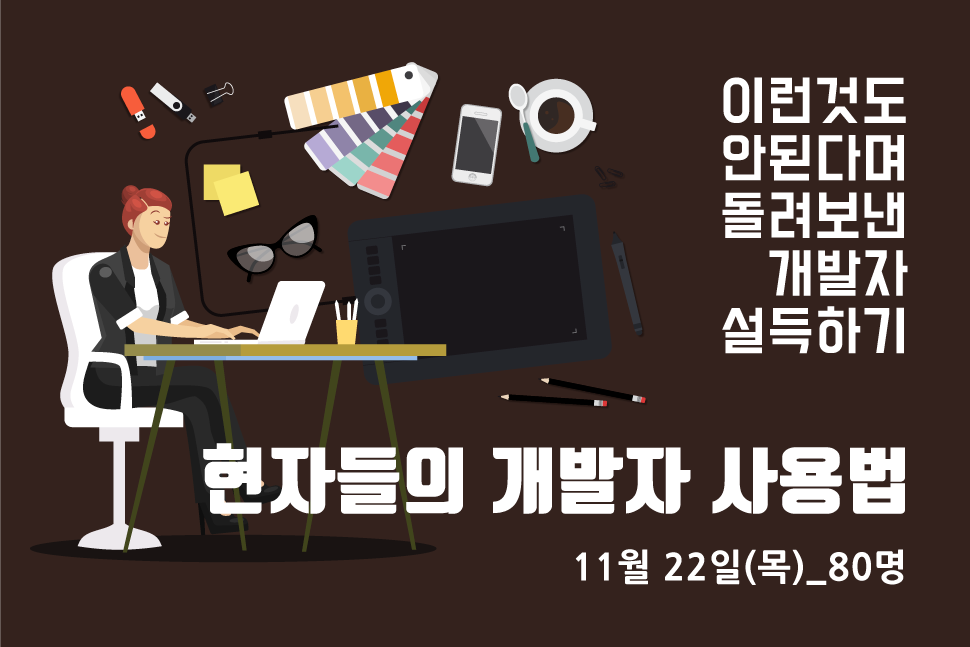 이런것도
안된다며
돌려보낸
개발자
설득하기
현자들의 개발자 사용법
11월 22일(목)_80명